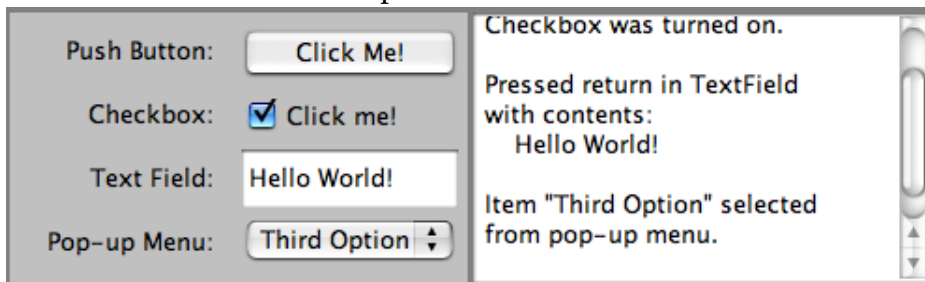 Push Button:
Click Me!
Checkbox:
Click me!
Text Field:
Hello World!
Pop-up Menu:
Third Option
Checkbox was turned on.
Pressed return in TextField
with contents:
Hello World!
Item "Third Option" selected
from pop-up menu.